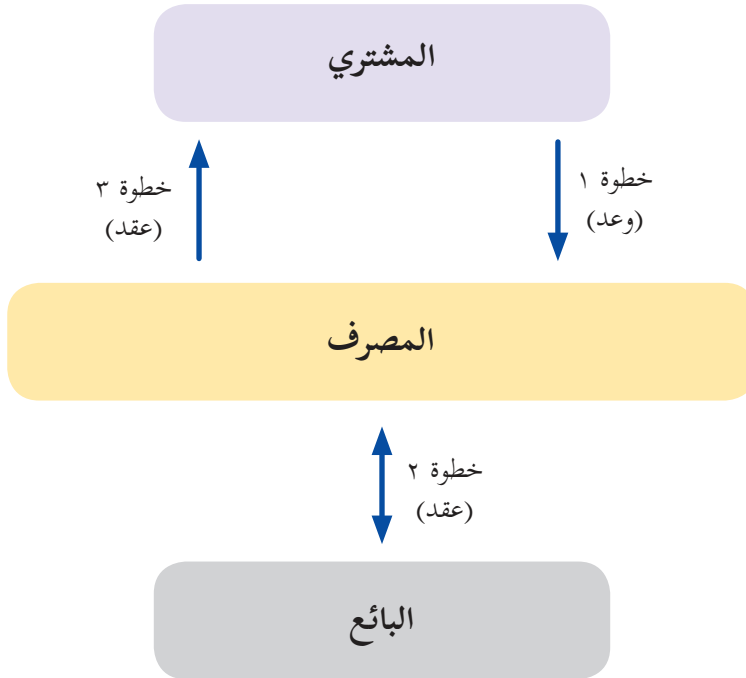 المشتري
خطوة ١
(وعد)
خطوة ٣
(عقد)
المصرف
خطوة ٢
(عقد)
البائع